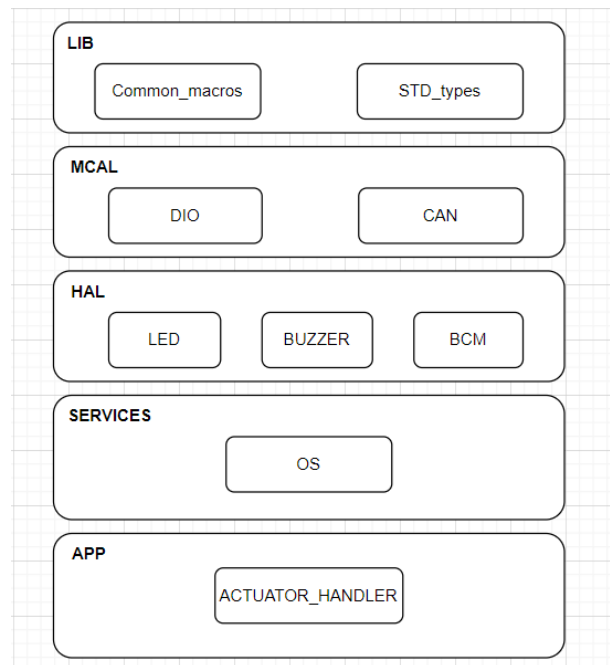 LIB
Common_macros
STD_types
MCAL
DIO
CAN
HAL
LED
BUZZER
BCM
SERVICES
OS
APP
ACTUATOR_HANDLER